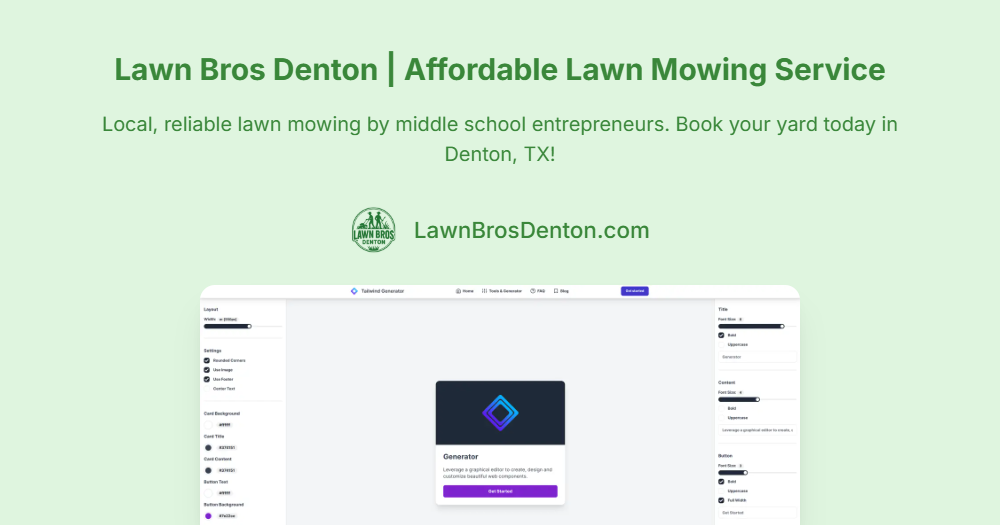 Lawn Bros Denton | Affordable Lawn Mowing Service
Local, reliable lawn mowing by middle school entrepreneurs. Book your yard today in
Denton, TX!
LAWN BROS
DENTON
LawnBrosDenton.com
Tailwind Generator
Home
Tools & Generator
FAQ
Blog
Get started
Layout
Width
Settings
Rounded Corners
Use Image
Use Footer
Center Text
Card Background
#ffffff
Card Title
Card Content
Button Text
#ffffff
Button Background
Generator
Leverage a graphical editor to create, design and
customize beautiful web components.
Get Started
Title
Font Size
Bold
Uppercase
Generator
Content
Font Size
Bold
Uppercase
Leverage a graphical editor to create,
Button
Font Size
Bold
Uppercase
Full Width
Get Started